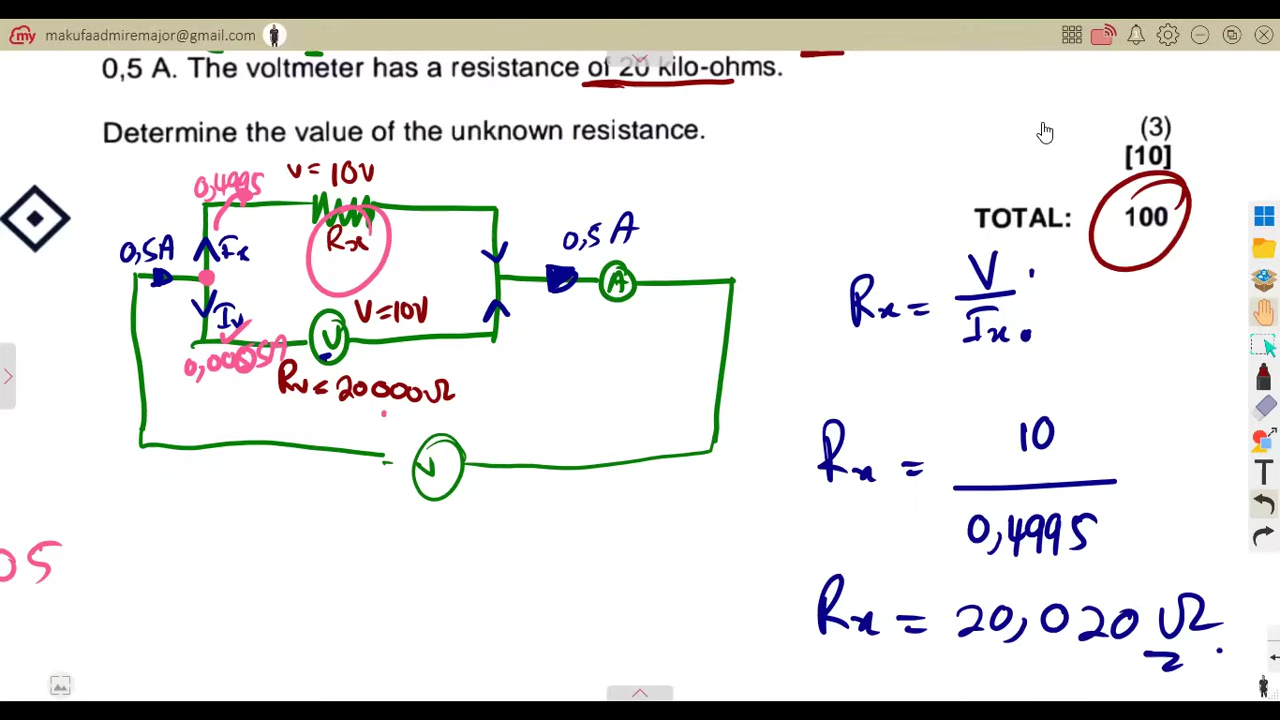 my makufaadmiremajor@gmail.com
0,5 A. The voltmeter has a resistance of 20 kilo-ohms.
Determine the value of the unknown resistance.
(3)
[10]
TOTAL: 100
V = 10V
0,4995
Rx
0,5A
Ix
0,5 A
A
Iv
V = 10V
V
0,0005A
Rv = 20000Ω
V
Rx = V
Ix
Rx = 10
0,4995
05
Rx = 20,020 Ω
T